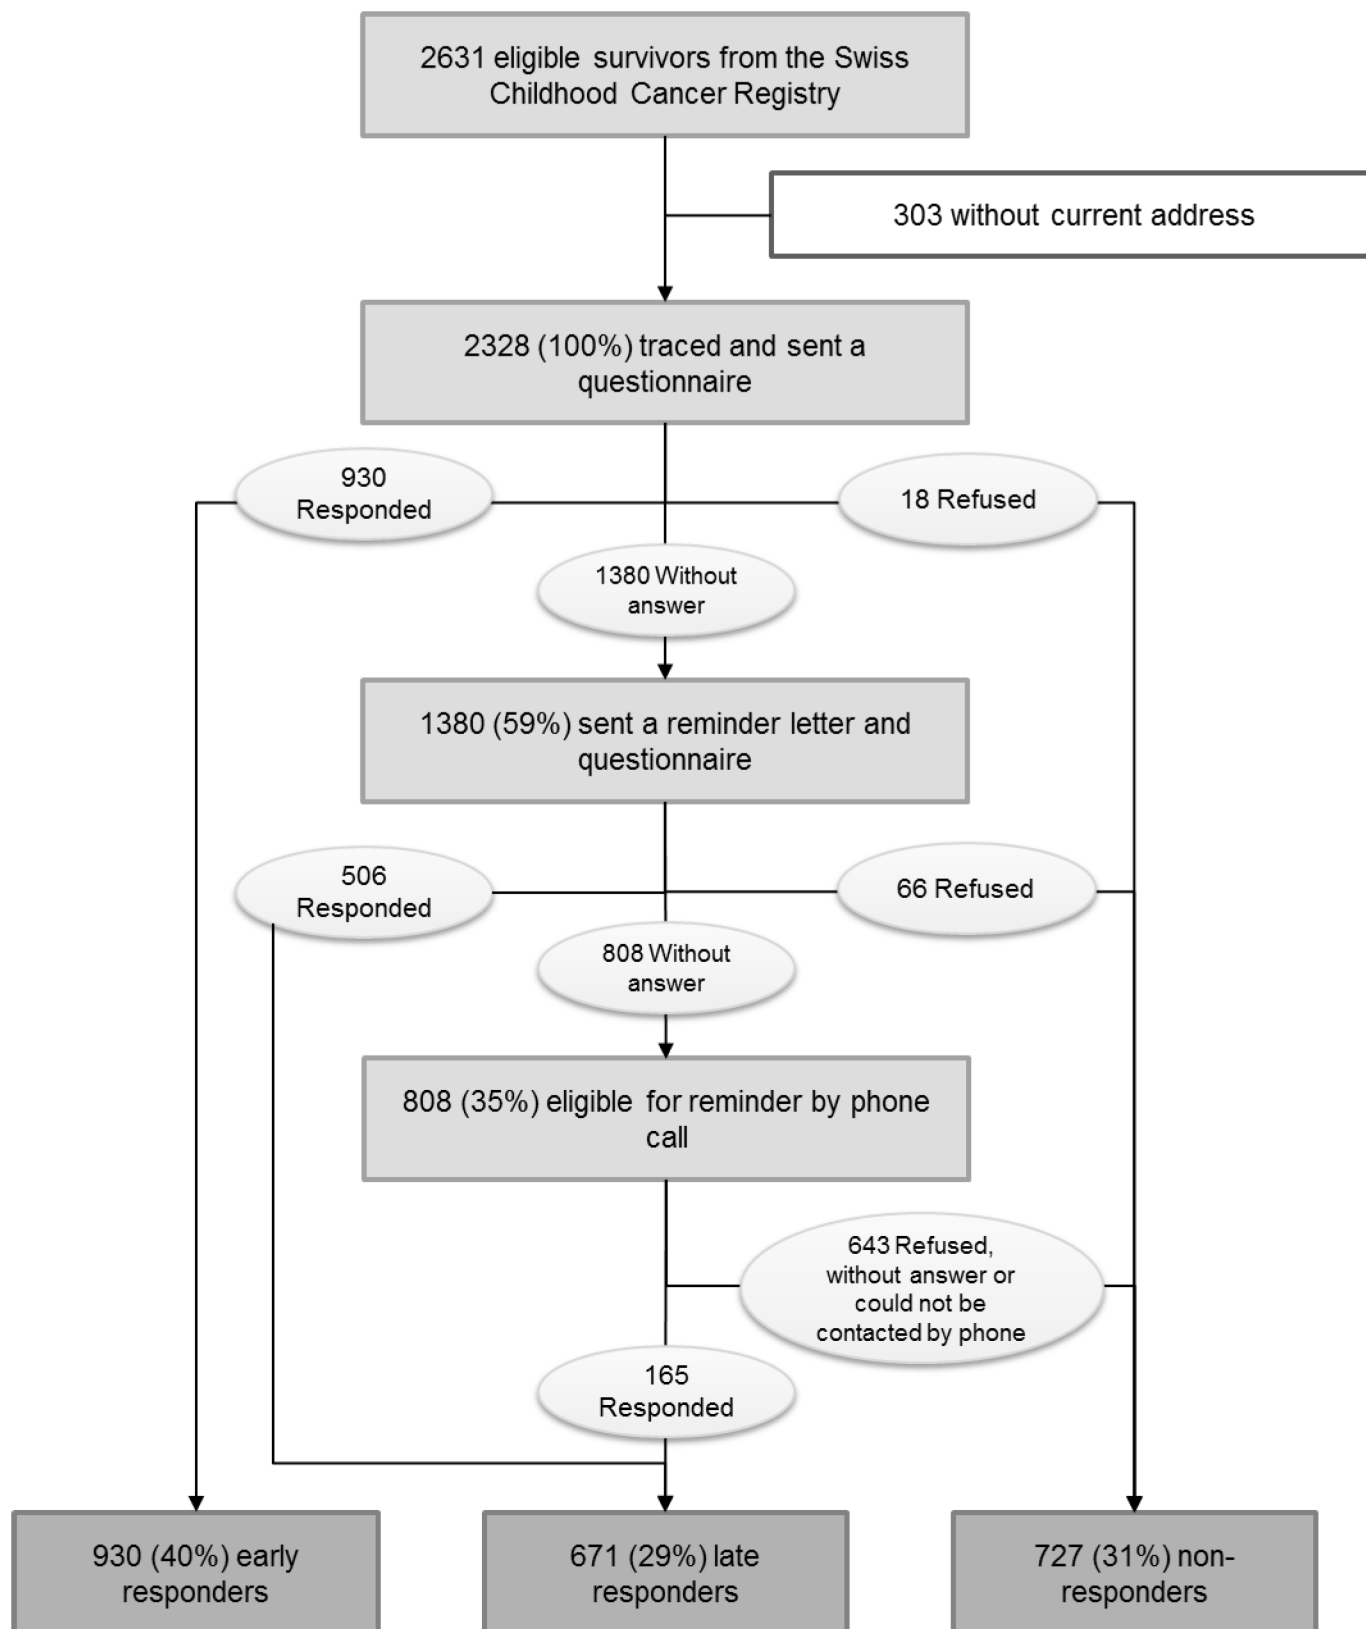 2631 eligible survivors from the Swiss
Childhood Cancer Registry
303 without current address
2328 (100%) traced and sent a
questionnaire
930
Responded
18 Refused
1380 Without
answer
1380 (59%) sent a reminder letter and
questionnaire
506
Responded
66 Refused
808 Without
answer
808 (35%) eligible for reminder by phone
call
643 Refused,
without answer or
could not be
contacted by phone
165
Responded
930 (40%) early
responders
671 (29%) late
responders
727 (31%) non-
responders